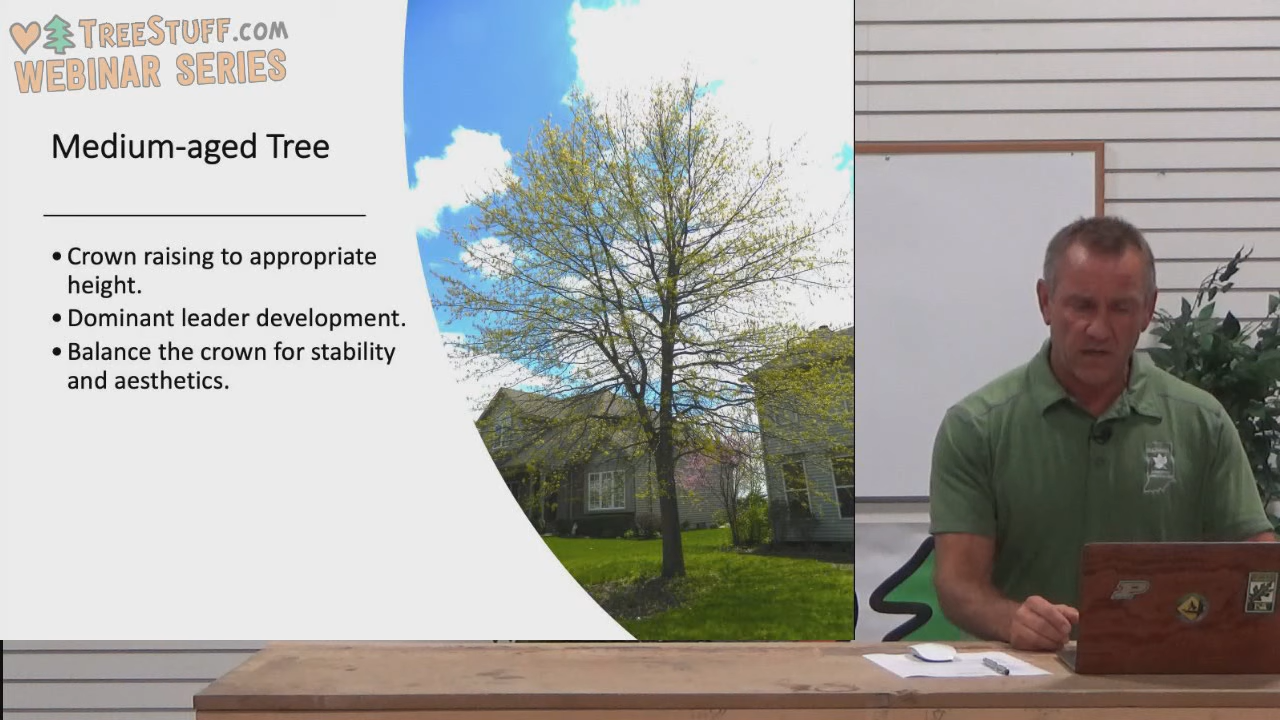 TREESTUFF.COM
WEBINAR SERIES
Medium-aged Tree
• Crown raising to appropriate
height.
• Dominant leader development.
• Balance the crown for stability
and aesthetics.
P